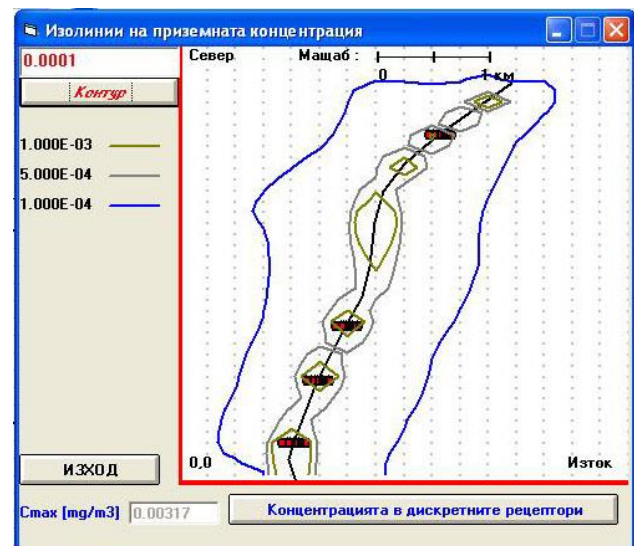 Изолинии на приземната концентрация
0.0001
Север
Мащаб :
0
1 км
Контур
1.000E-03
5.000E-04
1.000E-04
0,0
Изток
ИЗХОД
Cmax [mg/m3]
0.00317
Концентрацията в дискретните рецептори